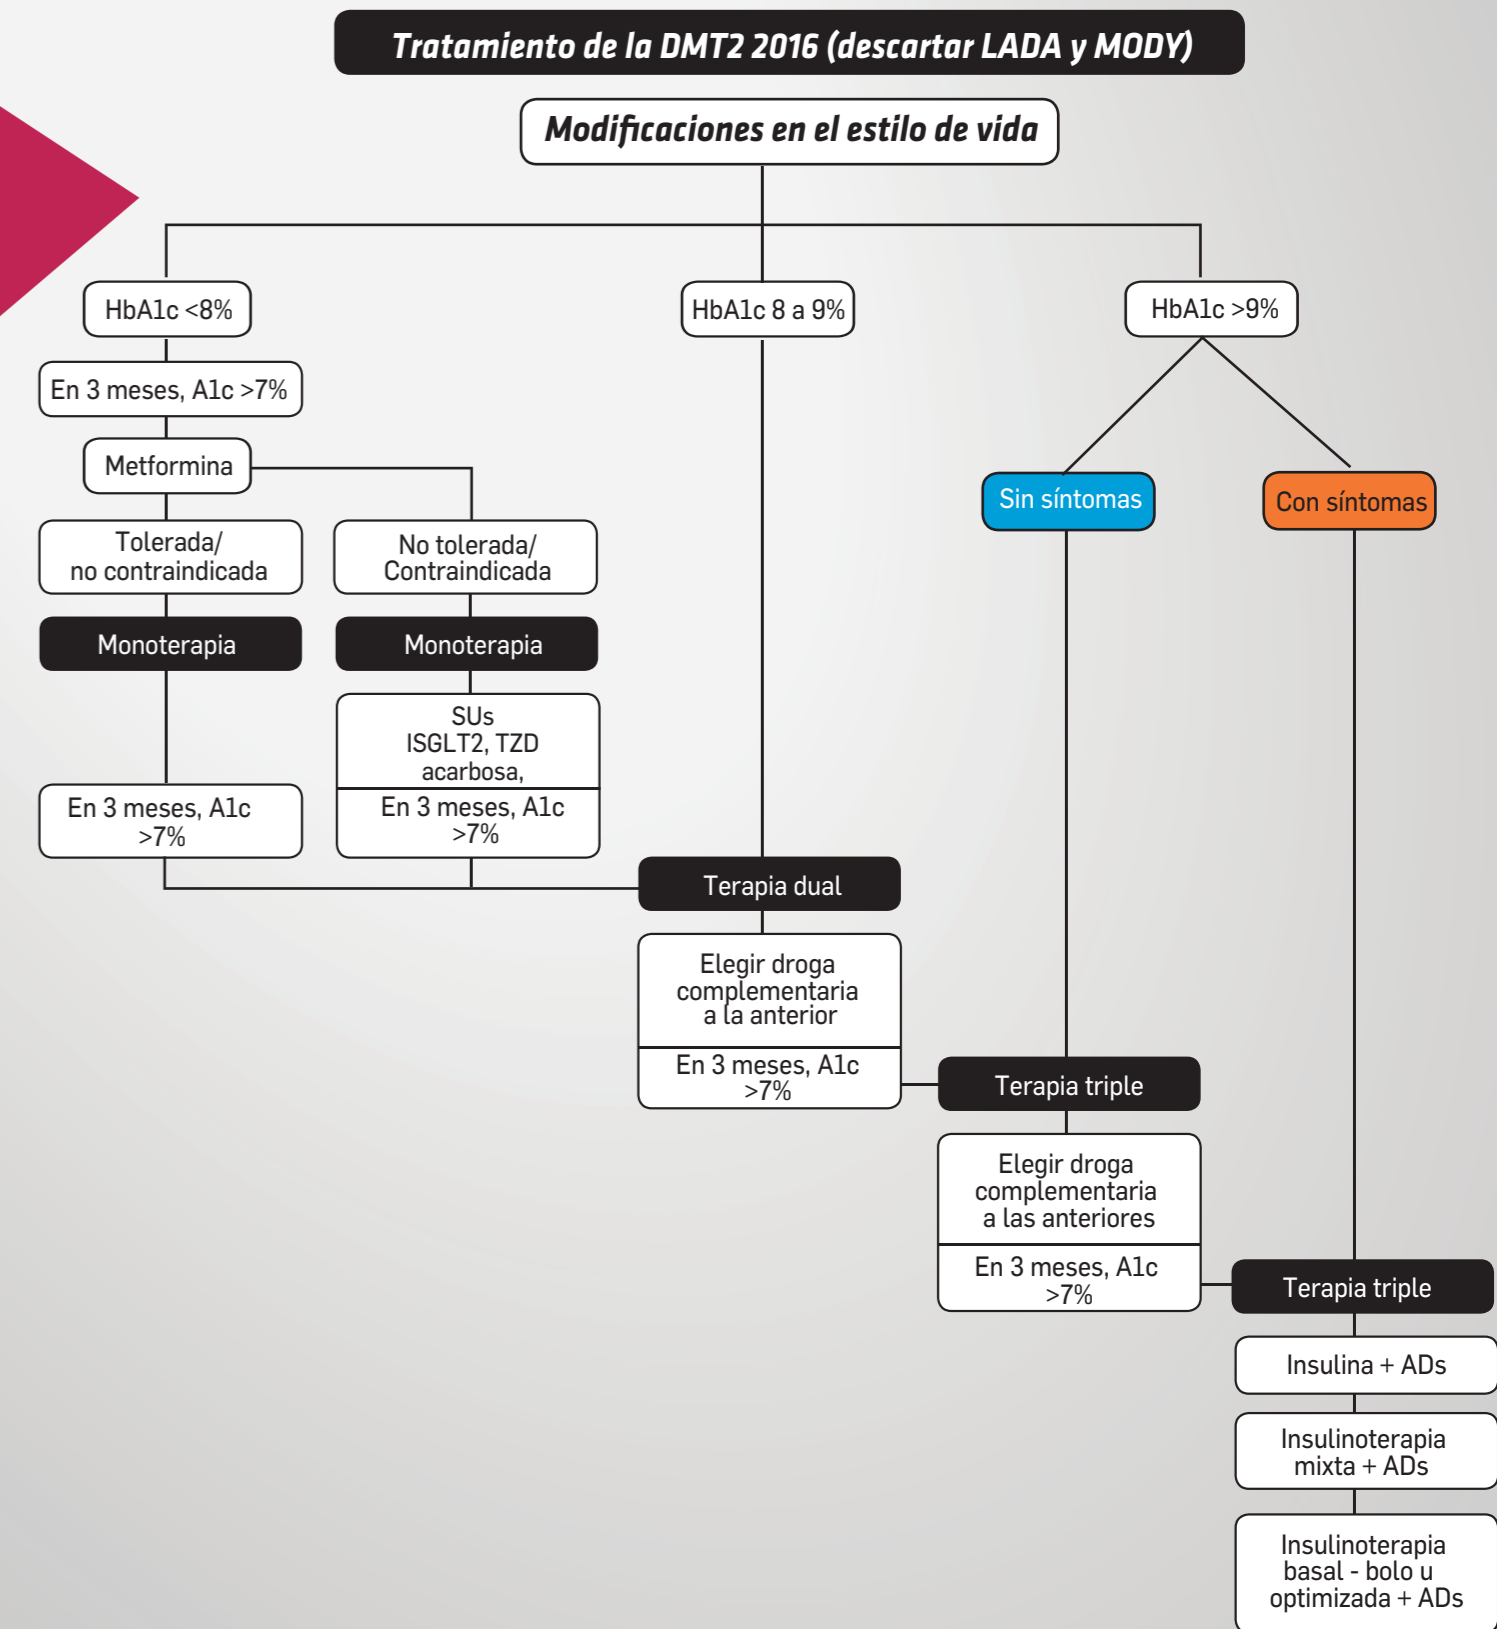 Tratamiento de la DMT2 2016 (descartar LADA y MODY)
Modificaciones en el estilo de vida
HbA1c <8%
HbA1c 8 a 9%
HbA1c >9%
En 3 meses, A1c >7%
Metformina
Sin síntomas
Con síntomas
Tolerada/
no contraindicada
No tolerada/
Contraindicada
Monoterapia
Monoterapia
SUs
ISGLT2, TZD
acarbosa,
En 3 meses, A1c
>7%
En 3 meses, A1c
>7%
Terapia dual
Elegir droga
complementaria
a la anterior
En 3 meses, A1c
>7%
Terapia triple
Elegir droga
complementaria
a las anteriores
En 3 meses, A1c
>7%
Terapia triple
Insulina + ADs
Insulinoterapia
mixta + ADs
Insulinoterapia
basal - bolo u
optimizada + ADs